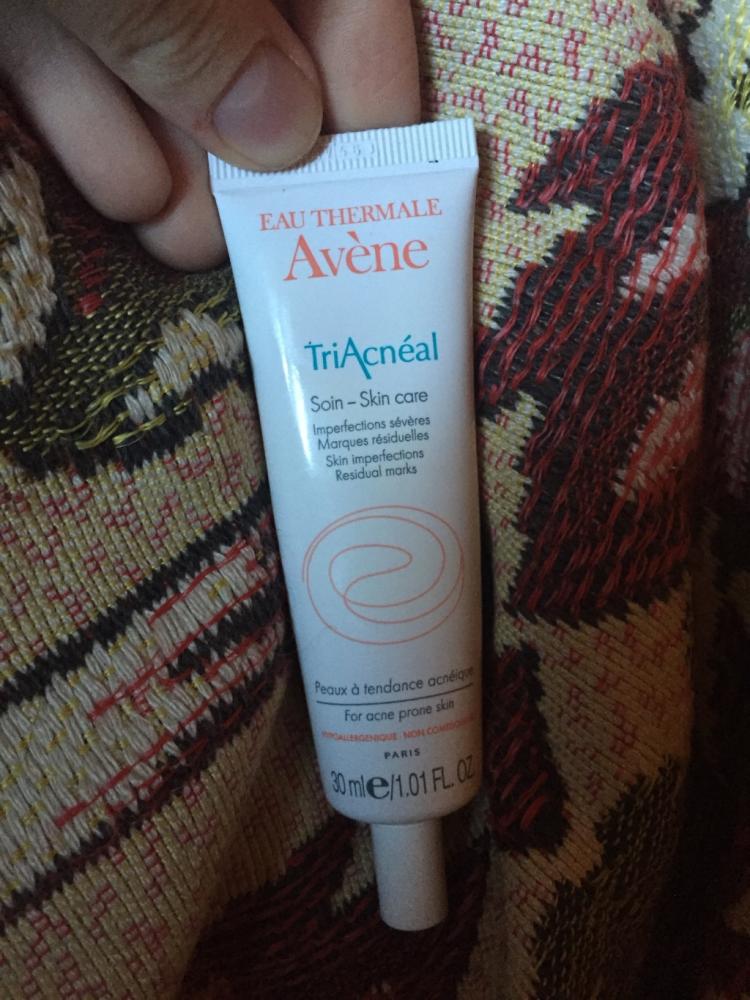 EAU THERMALE
Avène
TriAcnéal
Soin – Skin care
Imperfections sévères
Marques résiduelles
Skin imperfections
Residual marks
Peaux à tendance acnéique
For acne prone skin
HYPOALLERGENIQUE - NON
PARIS
30 ml e/1.01 FL. OZ